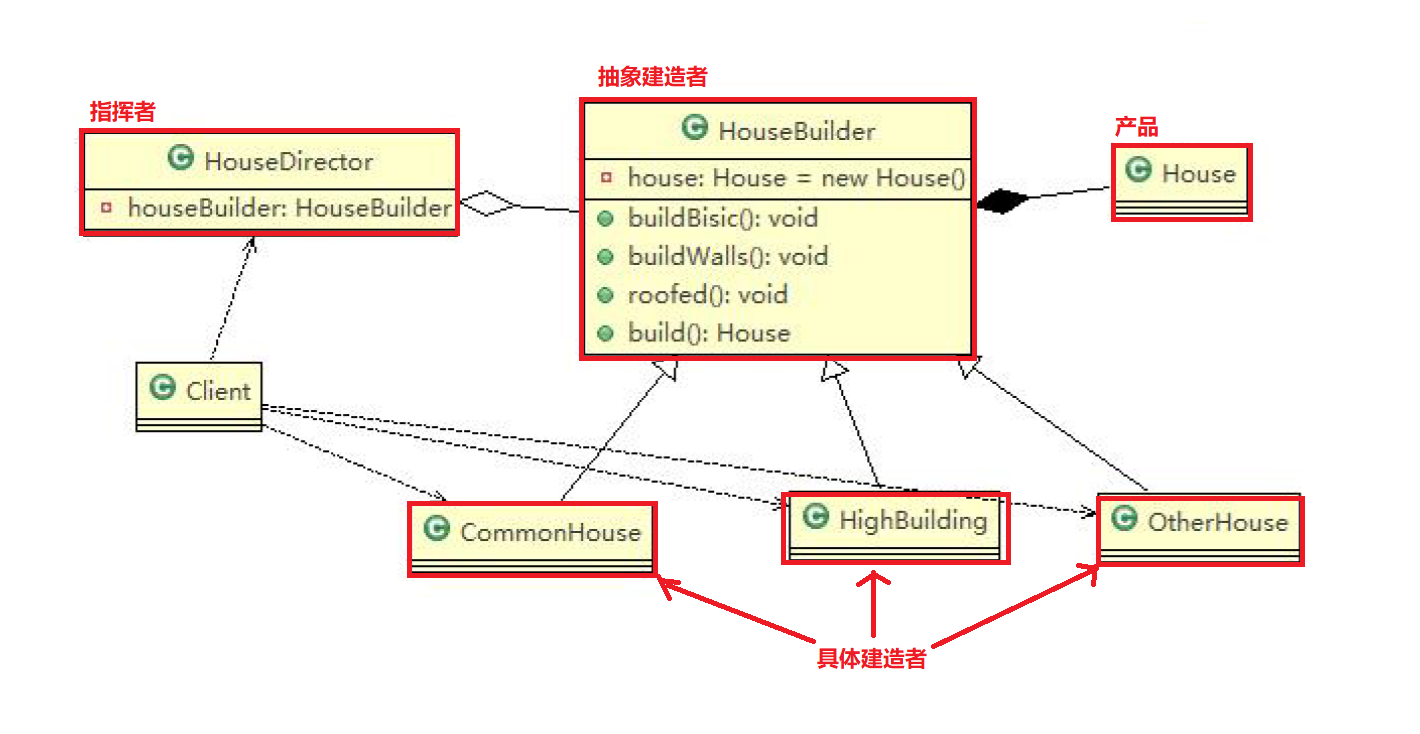 抽象建造者
指挥者
产品
HouseBuilder
HouseDirector
House
house: House = new House()
houseBuilder: HouseBuilder
buildBisic(): void
buildWalls(): void
roofed(): void
build(): House
Client
CommonHouse
HighBuilding
OtherHouse
具体建造者